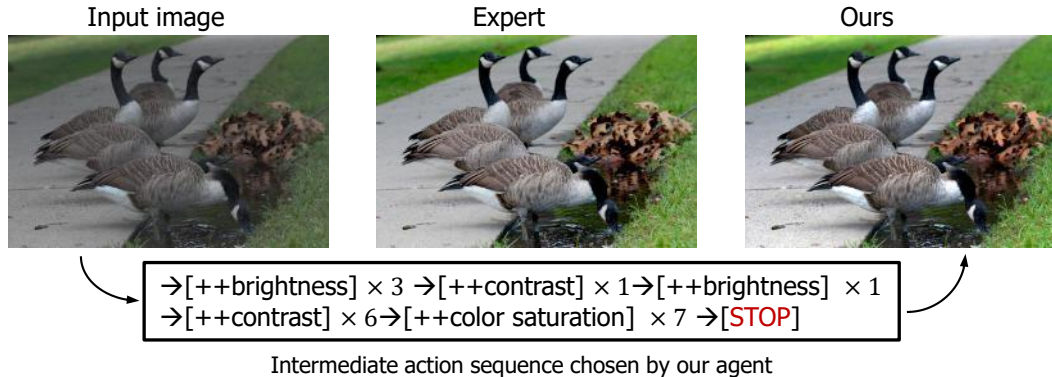 Input image Expert Ours
→[++brightness] × 3 →[++contrast] × 1→[++brightness] × 1
→[++contrast] × 6→[++color saturation] × 7 →[STOP]
Intermediate action sequence chosen by our agent